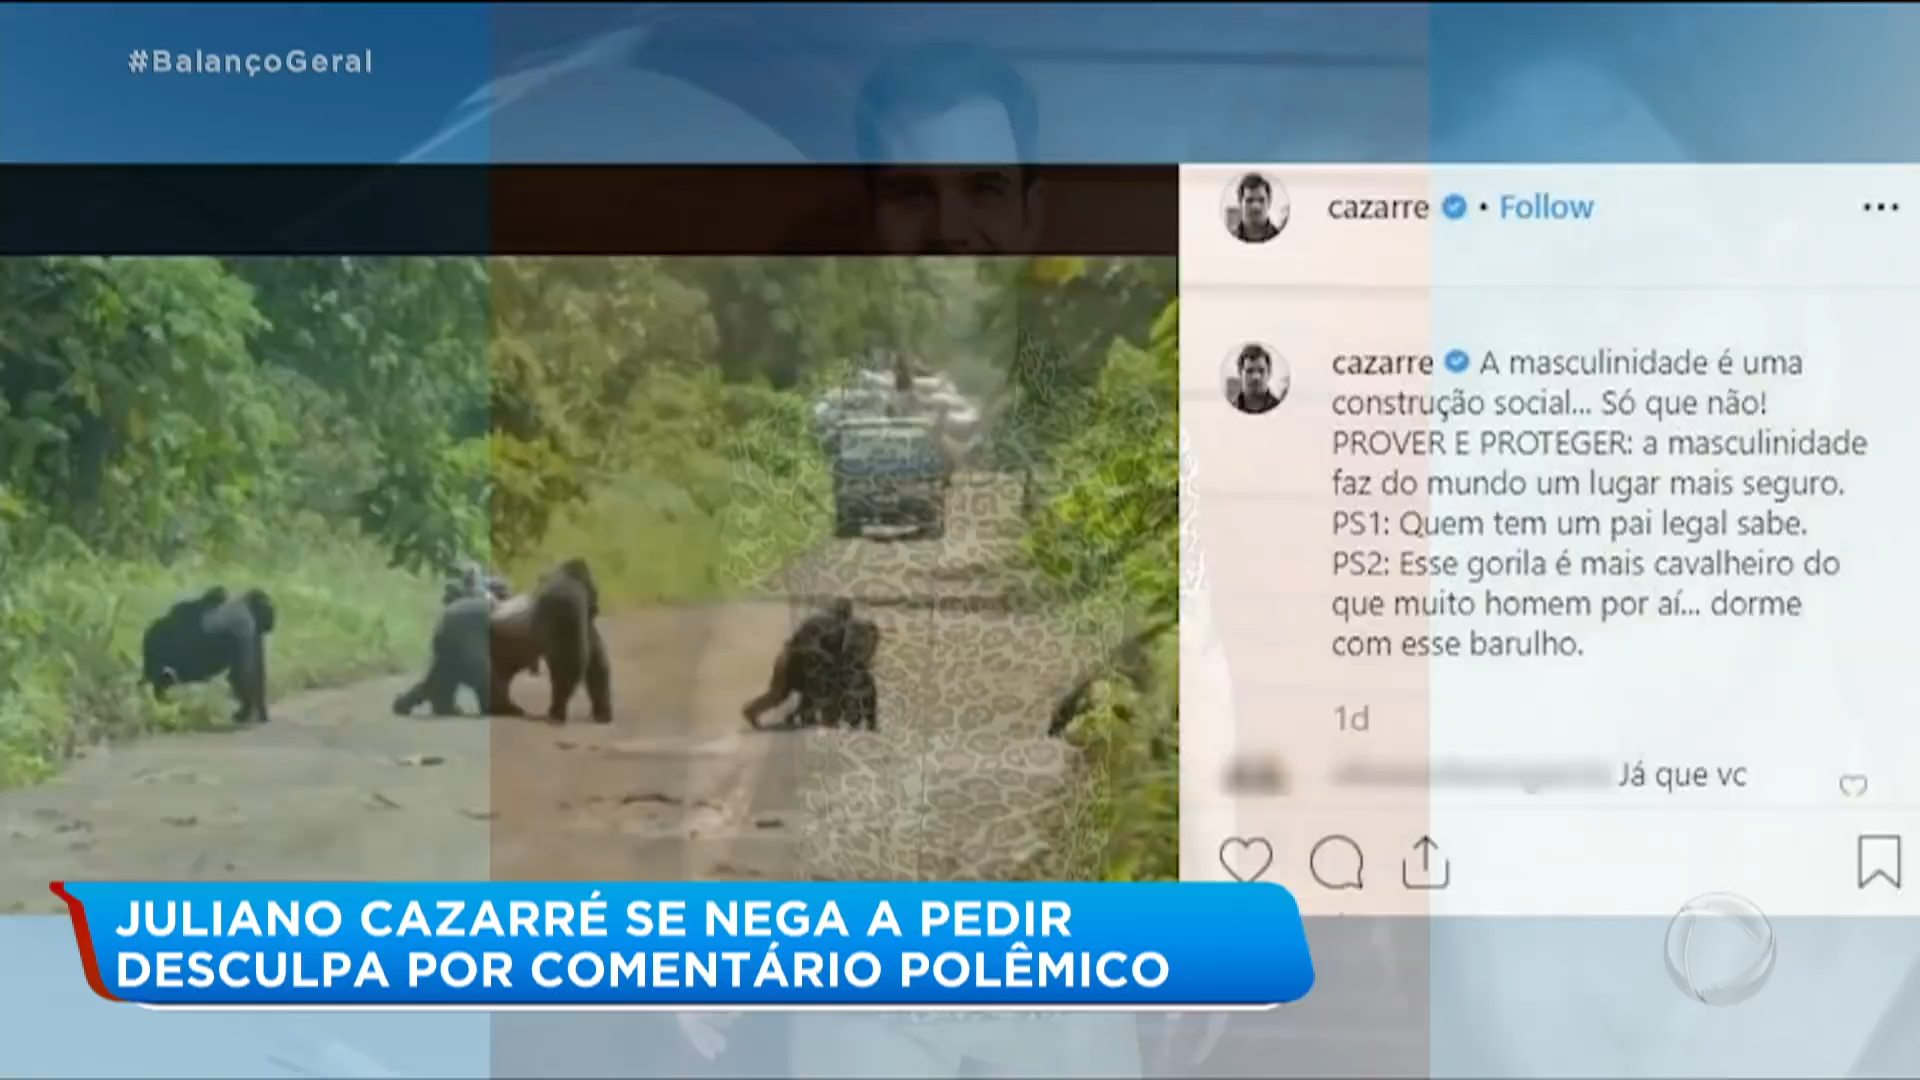 #BalançoGeral
cazarre • Follow
cazarre A masculinidade é uma
construção social... Só que não!
PROVER E PROTEGER: a masculinidade
faz do mundo um lugar mais seguro.
PS1: Quem tem um pai legal sabe.
PS2: Esse gorila é mais cavalheiro do
que muito homem por aí... dorme
com esse barulho.
1d
Já que vc
JULIANO CAZARRÉ SE NEGA A PEDIR
DESCULPA POR COMENTÁRIO POLÊMICO